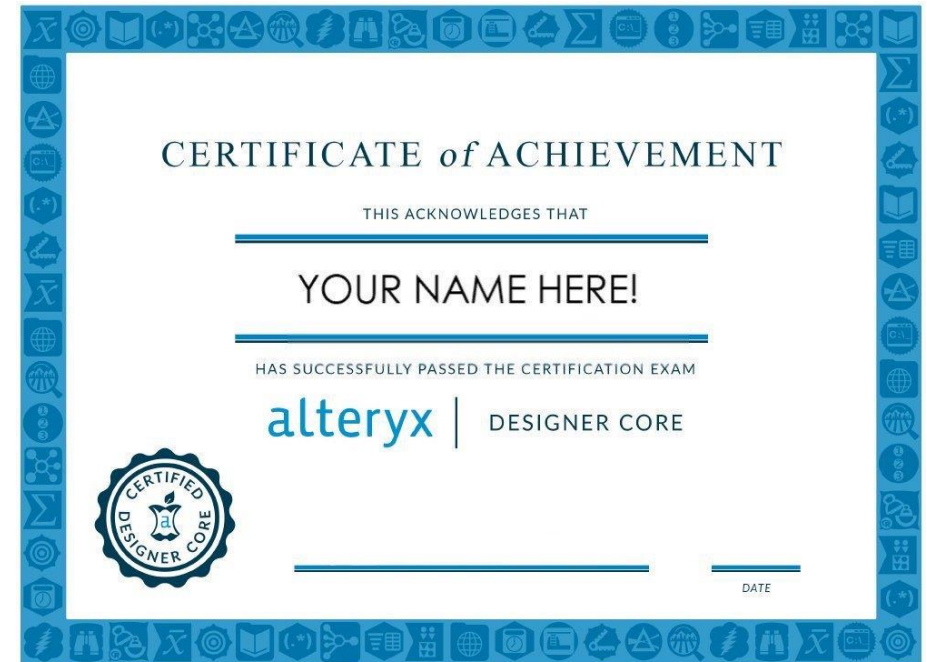 CERTIFICATE of ACHIEVEMENT
THIS ACKNOWLEDGES THAT
YOUR NAME HERE!
HAS SUCCESSFULLY PASSED THE CERTIFICATION EXAM
alteryx | DESIGNER CORE
CERTIFIED
a
DESIGNER CORE
DATE